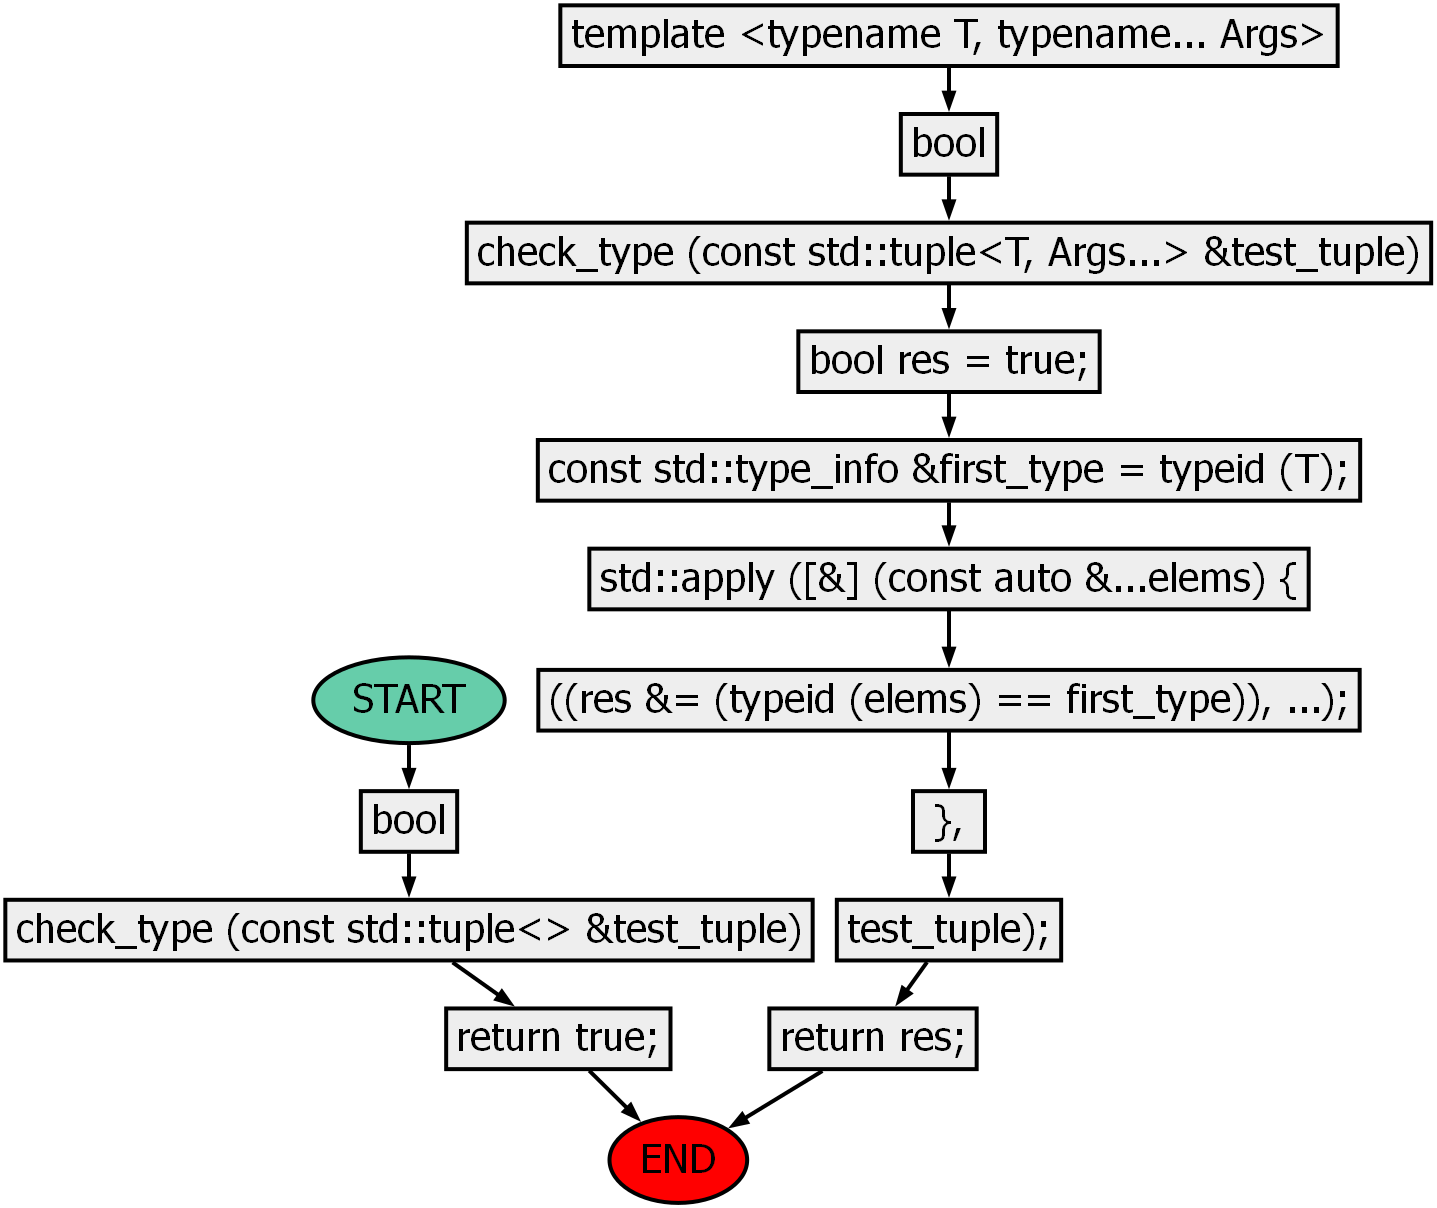 template <typename T, typename... Args>
bool
check_type (const std::tuple<T, Args...> &test_tuple)
bool res = true;
const std::type_info &first_type = typeid (T);
std::apply ([&] (const auto &...elems) {
((res &= (typeid (elems) == first_type)), ...);
},
test_tuple);
return res;
START
bool
check_type (const std::tuple<> &test_tuple)
return true;
END